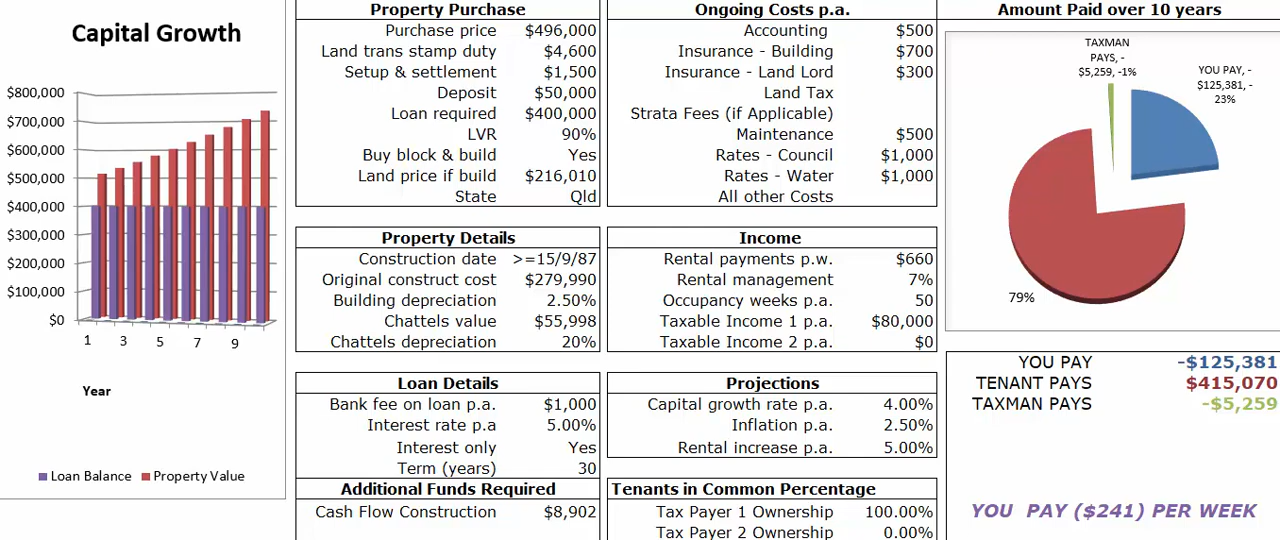 Capital Growth
$800,000
$700,000
$600,000
$500,000
$400,000
$300,000
$200,000
$100,000
$0
1 3 5 7 9
Year
Loan Balance Property Value
Property Purchase
Purchase price $496,000
Land trans stamp duty $4,600
Setup & settlement $1,500
Deposit $50,000
Loan required $400,000
LVR 90%
Buy block & build Yes
Land price if build $216,010
State Qld
Property Details
Construction date >=15/9/87
Original construct cost $279,990
Building depreciation 2.50%
Chattels value $55,998
Chattels depreciation 20%
Loan Details
Bank fee on loan p.a. $1,000
Interest rate p.a 5.00%
Interest only Yes
Term (years) 30
Additional Funds Required
Cash Flow Construction $8,902
Ongoing Costs p.a.
Accounting $500
Insurance - Building $700
Insurance - Land Lord $300
Land Tax
Strata Fees (if Applicable)
Maintenance $500
Rates - Council $1,000
Rates - Water $1,000
All other Costs
Income
Rental payments p.w. $660
Rental management 7%
Occupancy weeks p.a. 50
Taxable Income 1 p.a. $80,000
Taxable Income 2 p.a. $0
Projections
Capital growth rate p.a. 4.00%
Inflation p.a. 2.50%
Rental increase p.a. 5.00%
Tenants in Common Percentage
Tax Payer 1 Ownership 100.00%
Tax Payer 2 Ownership 0.00%
Amount Paid over 10 years
TAXMAN
PAYS, -
$5,259, -1%
YOU PAY, -
$125,381, -
23%
79%
YOU PAY -$125,381
TENANT PAYS $415,070
TAXMAN PAYS -$5,259
YOU PAY ($241) PER WEEK